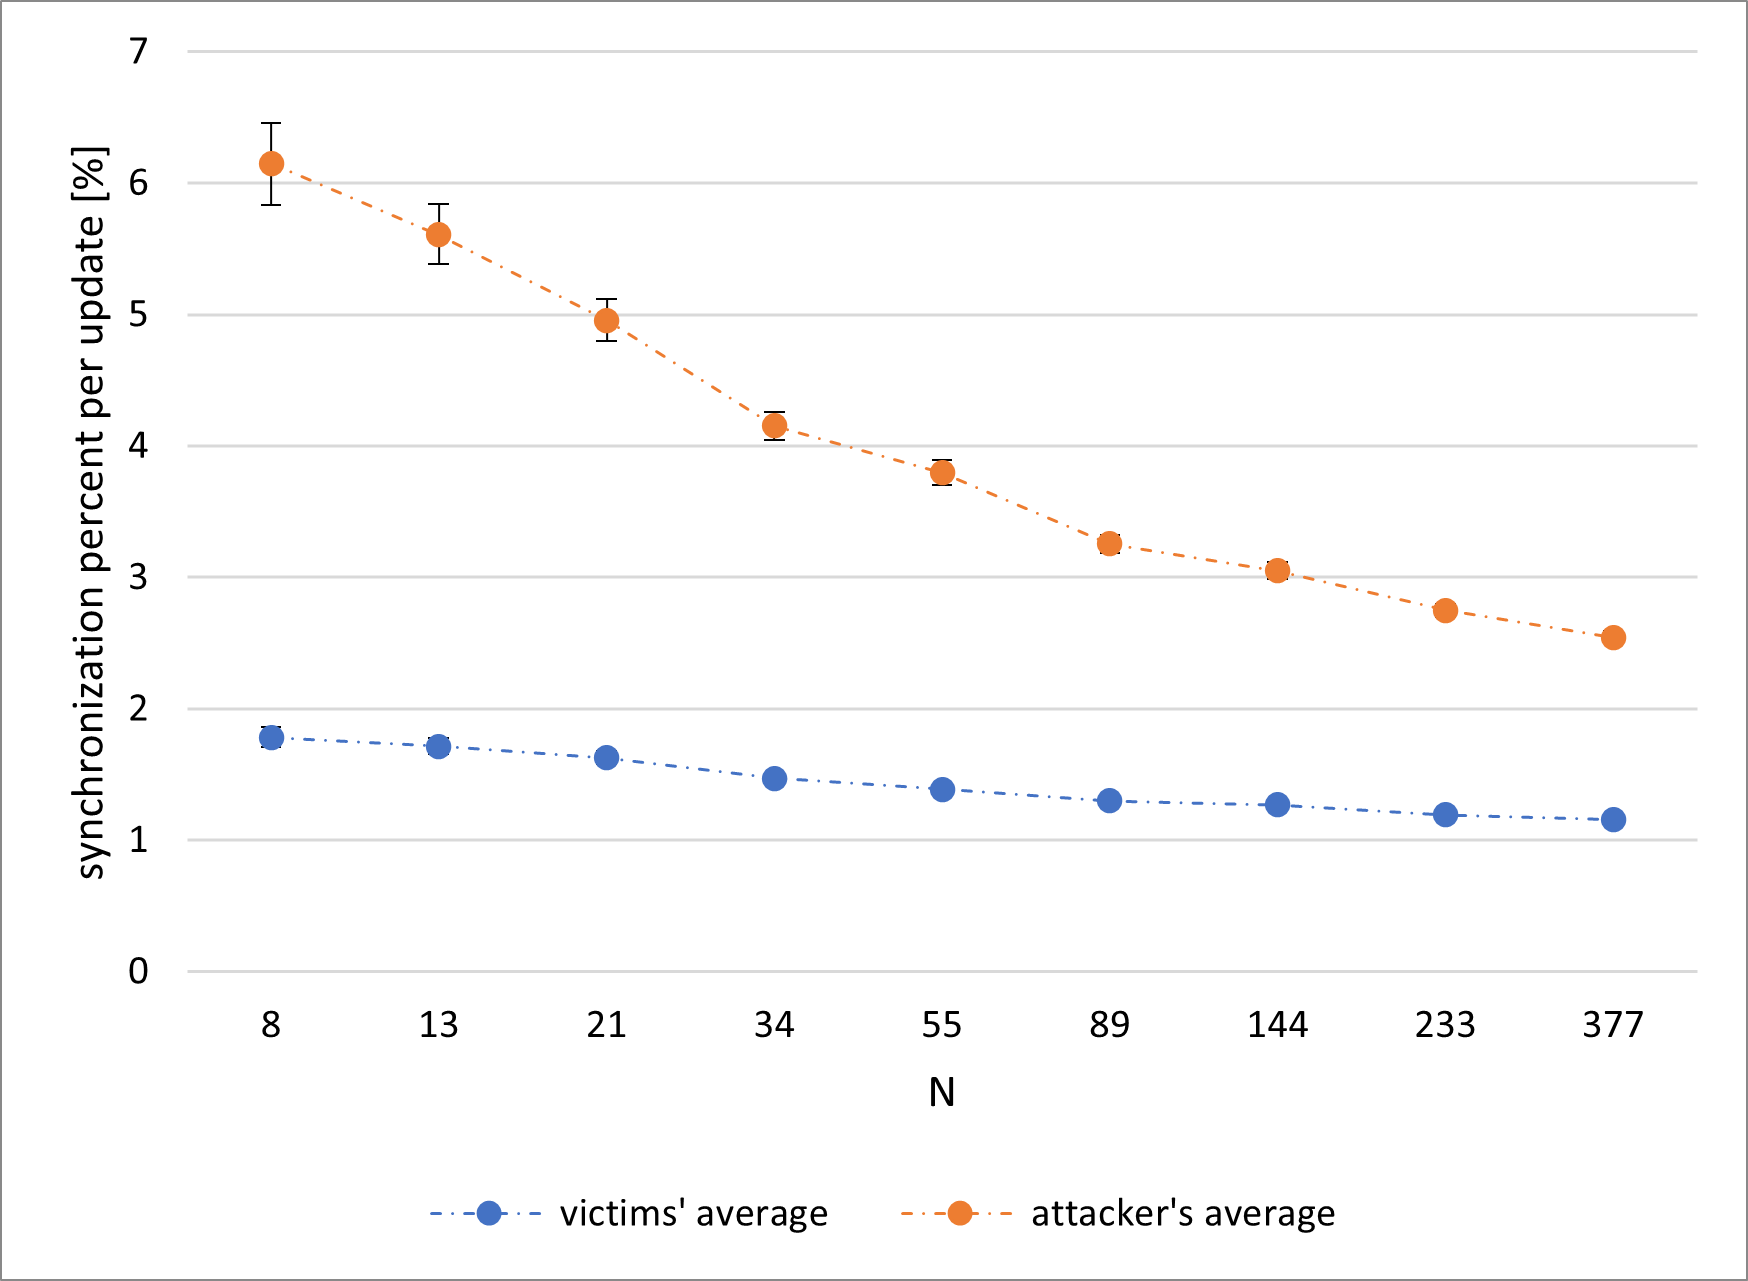 synchronization percent per update [%]
7
6
5
4
3
2
1
0
8 13 21 34 55 89 144 233 377
N
victims' average attacker's average